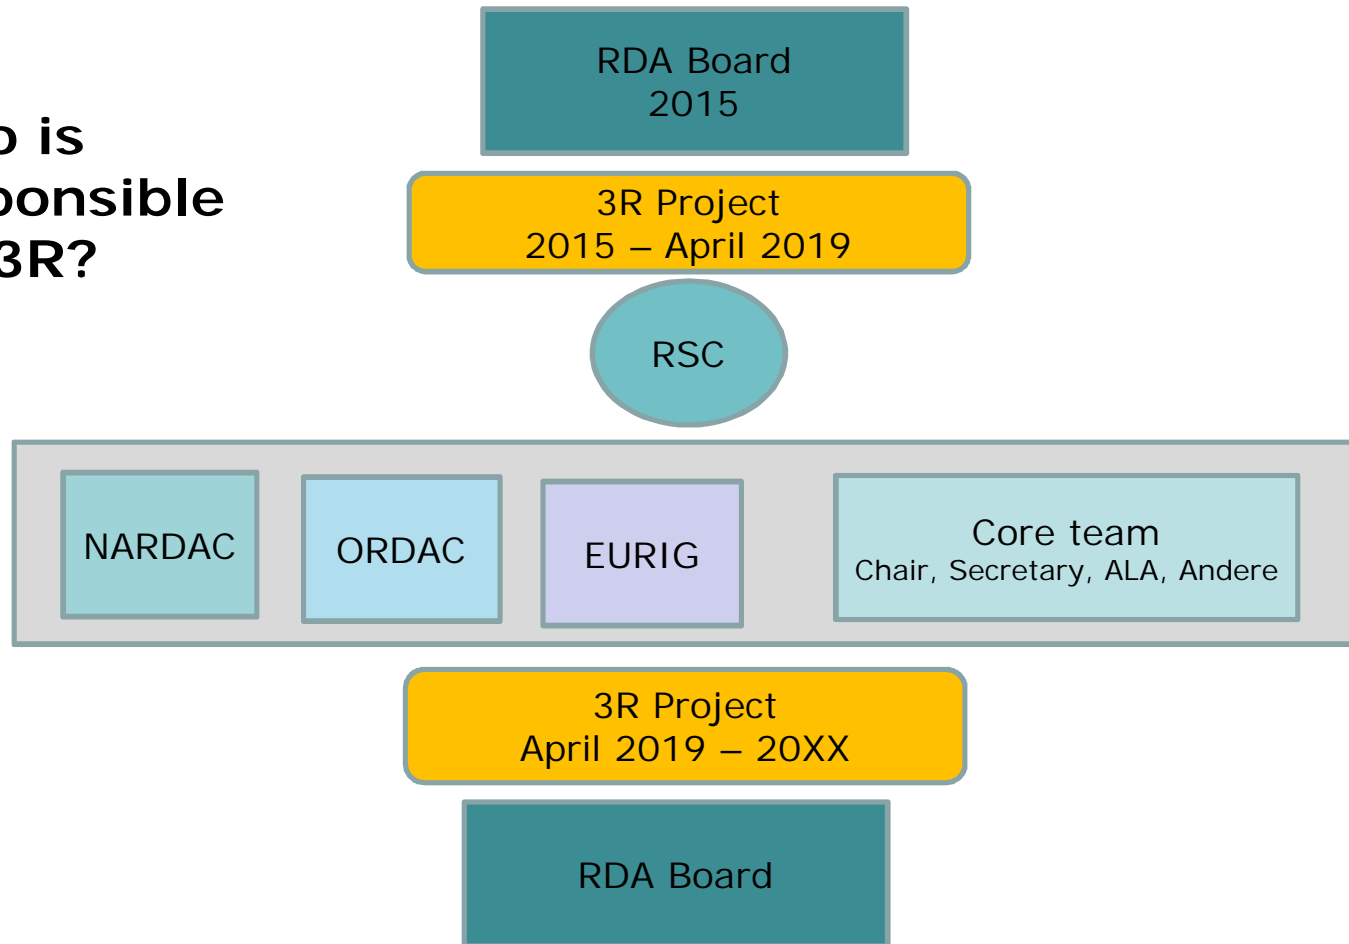 o is
ponsible
3R?
RDA Board
2015
3R Project
2015 – April 2019
RSC
NARDAC
ORDAC
EURIG
Core team
Chair, Secretary, ALA, Andere
3R Project
April 2019 – 20XX
RDA Board